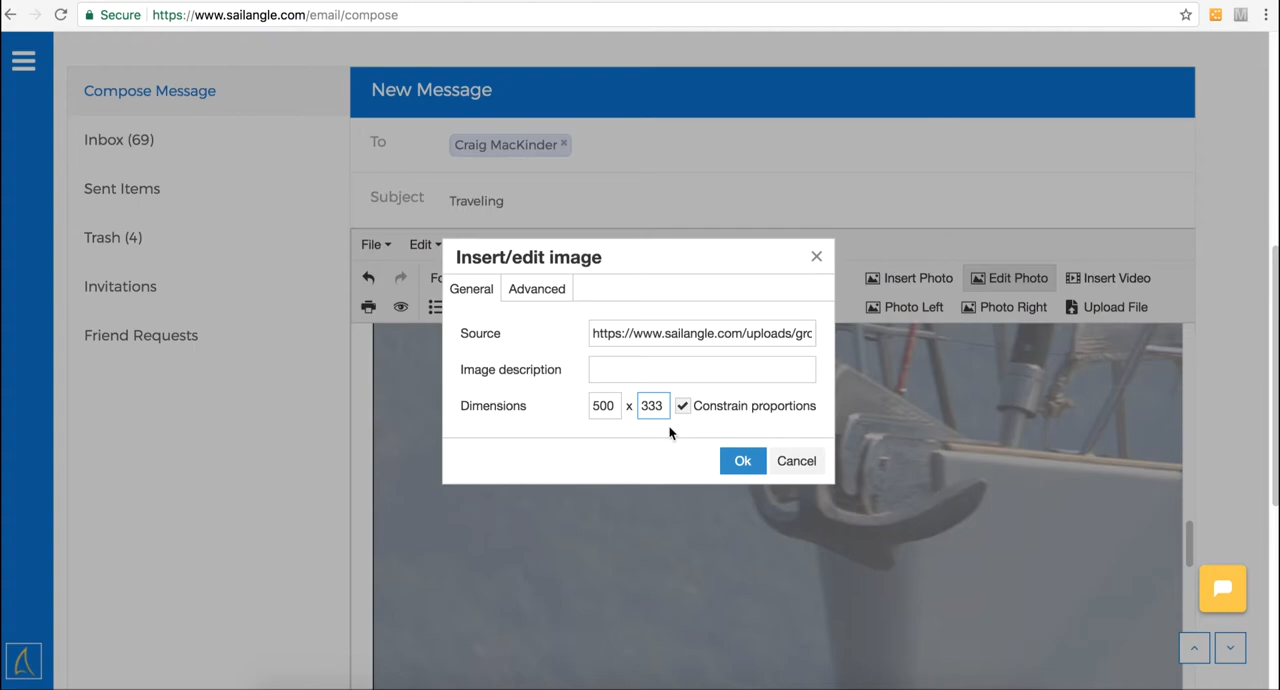 Secure https://www.sailangle.com/email/compose
Compose Message
Inbox (69)
Sent Items
Trash (4)
Invitations
Friend Requests
New Message
To Craig MacKinder ×
Subject Traveling
File Edit
Fo
Insert Photo Edit Photo Insert Video
Photo Left Photo Right Upload File
Insert/edit image ×
General Advanced
Source https://www.sailangle.com/uploads/grc
Image description
Dimensions 500 x 333 Constrain proportions
Ok Cancel